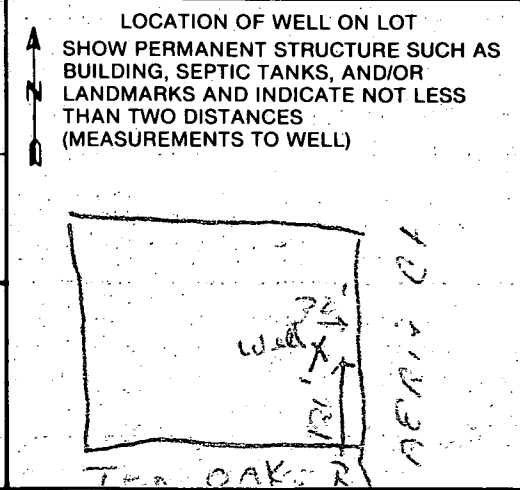 LOCATION OF WELL ON LOT
SHOW PERMANENT STRUCTURE SUCH AS
BUILDING, SEPTIC TANKS, AND/OR
N
LANDMARKS AND INDICATE NOT LESS
THAN TWO DISTANCES
(MEASUREMENTS TO WELL)
Well
OAK